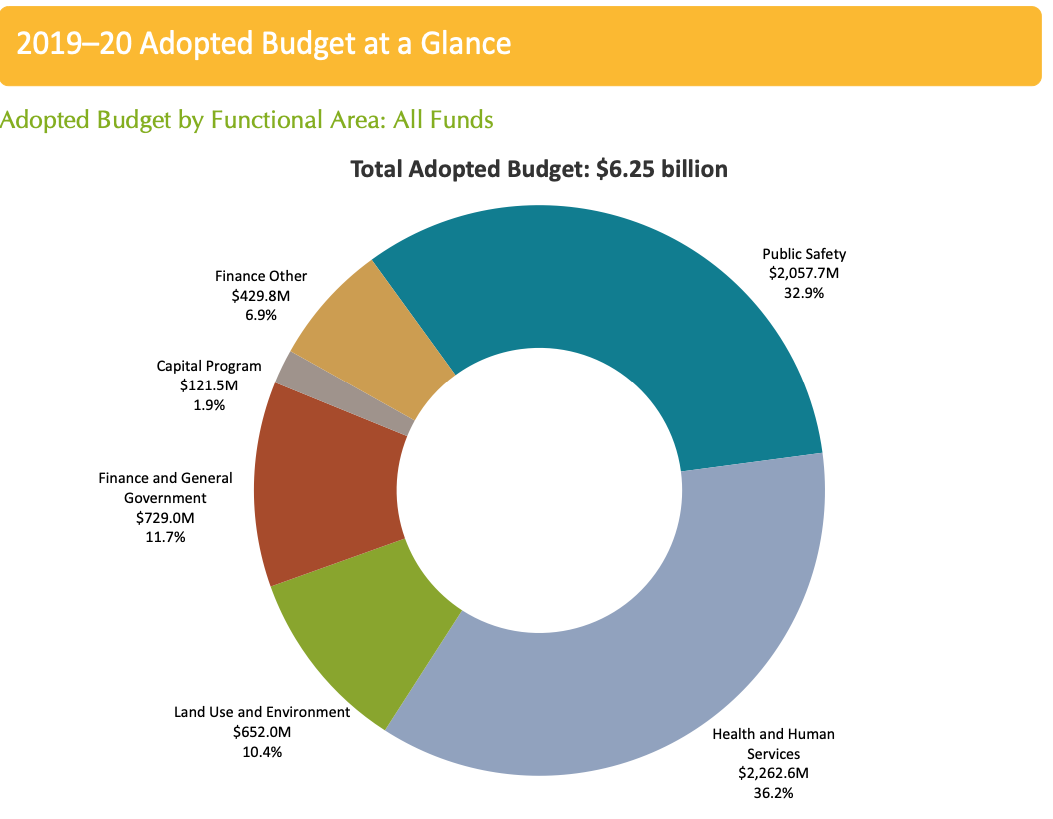 2019–20 Adopted Budget at a Glance
Adopted Budget by Functional Area: All Funds
Total Adopted Budget: $6.25 billion
Public Safety
$2,057.7M
32.9%
Finance Other
$429.8M
6.9%
Capital Program
$121.5M
1.9%
Finance and General
Government
$729.0M
11.7%
Land Use and Environment
$652.0M
10.4%
Health and Human
Services
$2,262.6M
36.2%